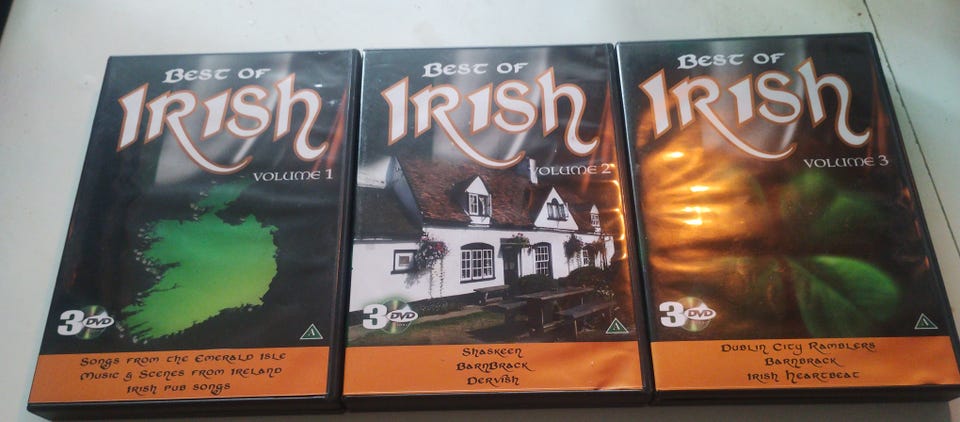 Best of
Irish
Volume 1
3 DVD
Songs from the Emerald Isle
Music & Scenes from Ireland
Irish pub songs
Best of
Irish
Volume 2
3 DVD
A
Shaskeen
BarnBrack
Dervish
Best of
Irish
Volume 3
3 DVD
A
Dublin City Ramblers
Barnbrack
Irish Heartbeat